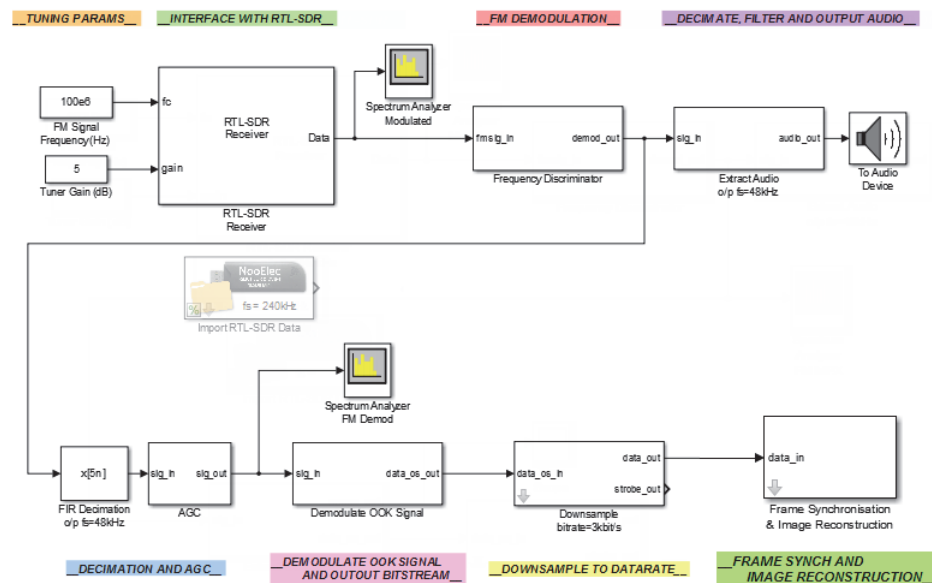 __TUNING PARAMS__
__INTERFACE WITH RTL-SDR__
__FM DEMODULATION__
__DECIMATE, FILTER AND OUTPUT AUDIO__
100e6
FM Signal
Frequency(Hz)
5
Tuner Gain (dB)
fc
gain
RTL-SDR
Receiver
Data
RTL-SDR
Receiver
Spectrum Analyzer
Modulated
fmsig_in
demod_out
Frequency Discriminator
sig_in
audio_out
Extract Audio
o/p fs=48kHz
To Audio
Device
NooElec
fs = 240kHz
Import RTL-SDR Data
Spectrum Analyzer
FM Demod
x[5n]
FIR Decimation
o/p fs=48kHz
sig_in
sig_out
AGC
sig_in
data_os_out
Demodulate OOK Signal
data_os_in
data_out
strobe_out
Downsample
bitrate=3kbit/s
data_in
Frame Synchronisation
& Image Reconstruction
__DECIMATION AND AGC__
__DEMODULATE OOK SIGNAL
AND OUTOUT BITSTREAM__
__DOWNSAMPLE TO DATARATE__
__FRAME SYNCH AND
IMAGE RECONSTRUCTION__